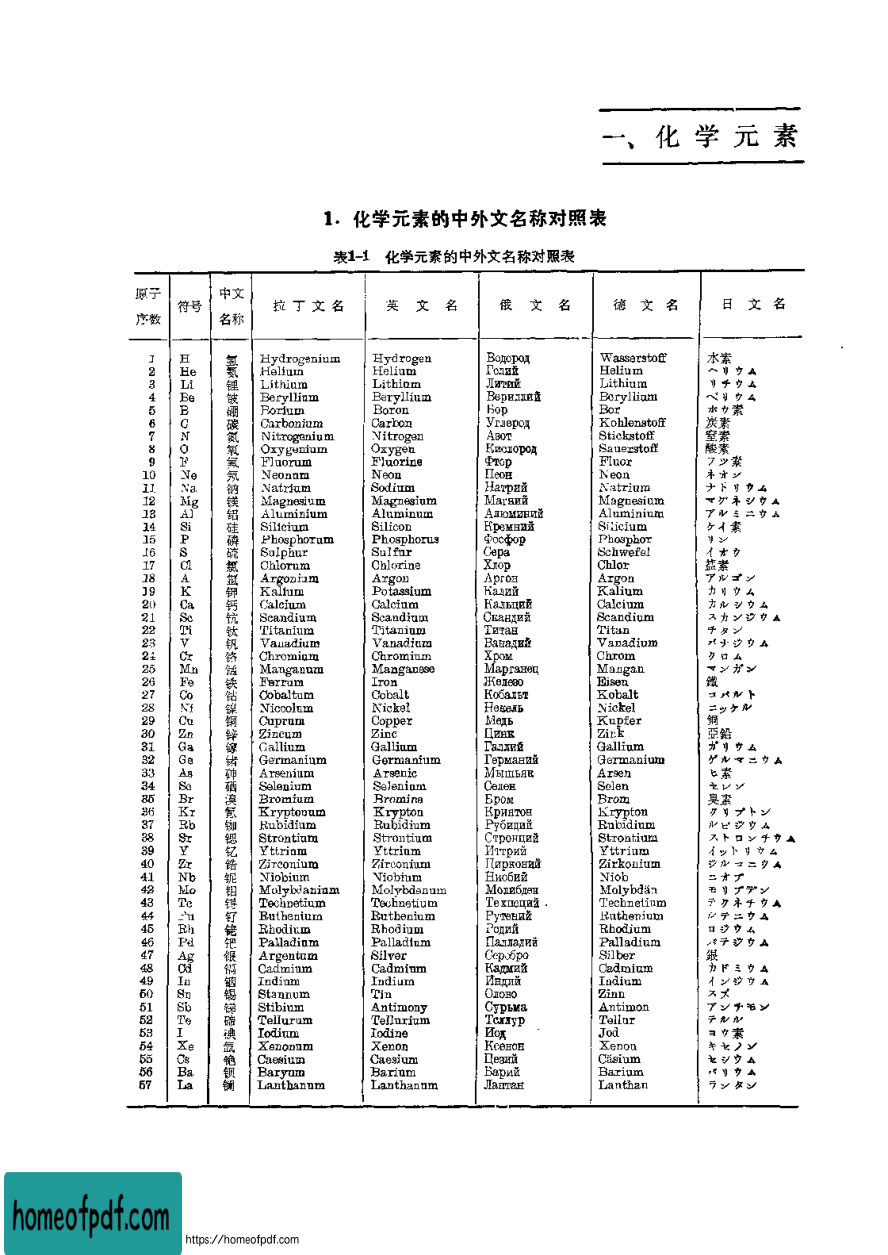 一、化学元素
1. 化学元素的中外文名称对照表
表1-1 化学元素的中外文名称对照表
原子序数 符号 中文名称 拉丁文名 英文名 俄文名 德文名 日文名
1 H 氢 Hydrogenium Hydrogen Водород Wasserstoff 水素
2 He 氦 Helium Helium Гелий Helium ヘリウム
3 Li 锂 Lithium Lithium Литий Lithium リチウム
4 Be 铍 Beryllium Beryllium Бериллий Beryllium ベリウム
5 B 硼 Borium Boron Бор Bor ホウ素
6 C 碳 Carbonium Carbon Углерод Kohlenstoff 炭素
7 N 氮 Nitrogenium Nitrogen Азот Stickstoff 窒素
8 O 氧 Oxygenium Oxygen Кислород Sauerstoff 酸素
9 F 氟 Fluorum Fluorine Фтор Fluor フツ素
10 Ne 氖 Neonum Neon Неон Neon ネオン
11 Na 钠 Natrium Sodium Натрий Natrium ナトリウム
12 Mg 镁 Magnesium Magnesium Магний Magnesium マグネシウム
13 Al 铝 Aluminium Aluminum Алюминий Aluminium アルミニウム
14 Si 硅 Silicium Silicon Кремний Silicium ケイ素
15 P 磷 Phosphorum Phosphorus Фосфор Phosphor リン
16 S 硫 Sulphur Sulfur Сера Schwefel イオウ
17 Cl 氯 Chlorum Chlorine Хлор Chlor 塩素
18 A 氩 Argonium Argon Аргон Argon アルゴン
19 K 钾 Kalium Potassium Калий Kalium カリウム
20 Ca 钙 Calcium Calcium Кальций Calcium カルシウム
21 Sc 钪 Scandium Scandium Скандий Scandium スカンジウム
22 Ti 钛 Titanium Titanium Титан Titan チタン
23 V 钒 Vanadium Vanadium Ванадий Vanadium バナジウム
24 Cr 铬 Chromium Chromium Хром Chrom クロム
25 Mn 锰 Manganum Manganese Марганец Mangan マンガン
26 Fe 铁 Ferrum Iron Железо Eisen 鐵
27 Co 钴 Cobaltum Cobalt Кобальт Kobalt コバルト
28 Ni 镍 Niccolum Nickel Никель Nickel ニッケル
29 Cu 铜 Cuprum Copper Медь Kupfer 铜
30 Zn 锌 Zincum Zinc Цинк Zink 亞鉛
31 Ga 镓 Gallium Gallium Галлий Gallium ガリウム
32 Ge 锗 Germanium Germanium Германий Germanium ゲルマニウム
33 As 砷 Arsenium Arsenic Мышьяк Arsen ヒ素
34 Se 硒 Selenium Selenium Селен Selen セレン
35 Br 溴 Bromium Bromine Бром Brom 臭素
36 Kr 氪 Kryptonum Krypton Криптон Krypton クリプトン
37 Rb 铷 Rubidium Rubidium Рубидий Rubidium ルビジウム
38 Sr 锶 Strontium Strontium Стронций Strontium ストロンチウム
39 Y 钇 Yttrium Yttrium Иттрий Yttrium イットリウム
40 Zr 锆 Zirconium Zirconium Цирконий Zirkonium ジルコニウム
41 Nb 铌 Niobium Niobium Ниобий Niob ニオブ
42 Mo 钼 Molybdanium Molybdenum Молибден Molybdän モリブデン
43 Tc 锝 Technetium Technetium Технеций Technetium テクネチウム
44 Ru 钌 Ruthenium Ruthenium Рутений Ruthenium ルテニウム
45 Rh 铑 Rhodium Rhodium Родий Rhodium ロジウム
46 Pd 钯 Palladium Palladium Палладий Palladium パラジウム
47 Ag 银 Argentum Silver Серебро Silber 銀
48 Cd 镉 Cadmium Cadmium Кадмий Cadmium カドミウム
49 In 铟 Indium Indium Индий Indium インジウム
50 Sn 锡 Stannum Tin Олово Zinn スズ
51 Sb 锑 Stibium Antimony Сурьма Antimon アンチモン
52 Te 碲 Tellurum Tellurium Теллур Tellur テルル
53 I 碘 Iodium Iodine Иод Jod ヨウ素
54 Xe 氙 Xenonum Xenon Ксенон Xenon キセノン
55 Cs 铯 Caesium Caesium Цезий Cäsium セシウム
56 Ba 钡 Baryum Barium Барий Barium バリウム
57 La 镧 Lanthanum Lanthanum Лантан Lanthan ランタン
homeofpdf.com
https://homeofpdf.com